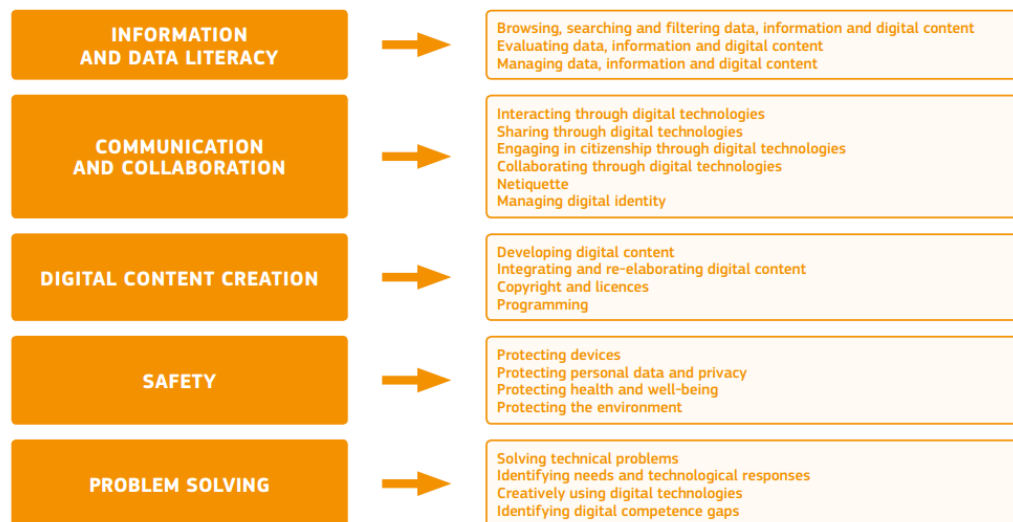 INFORMATION
AND DATA LITERACY
Browsing, searching and filtering data, information and digital content
Evaluating data, information and digital content
Managing data, information and digital content
COMMUNICATION
AND COLLABORATION
Interacting through digital technologies
Sharing through digital technologies
Engaging in citizenship through digital technologies
Collaborating through digital technologies
Netiquette
Managing digital identity
DIGITAL CONTENT CREATION
Developing digital content
Integrating and re-elaborating digital content
Copyright and licences
Programming
SAFETY
Protecting devices
Protecting personal data and privacy
Protecting health and well-being
Protecting the environment
PROBLEM SOLVING
Solving technical problems
Identifying needs and technological responses
Creatively using digital technologies
Identifying digital competence gaps